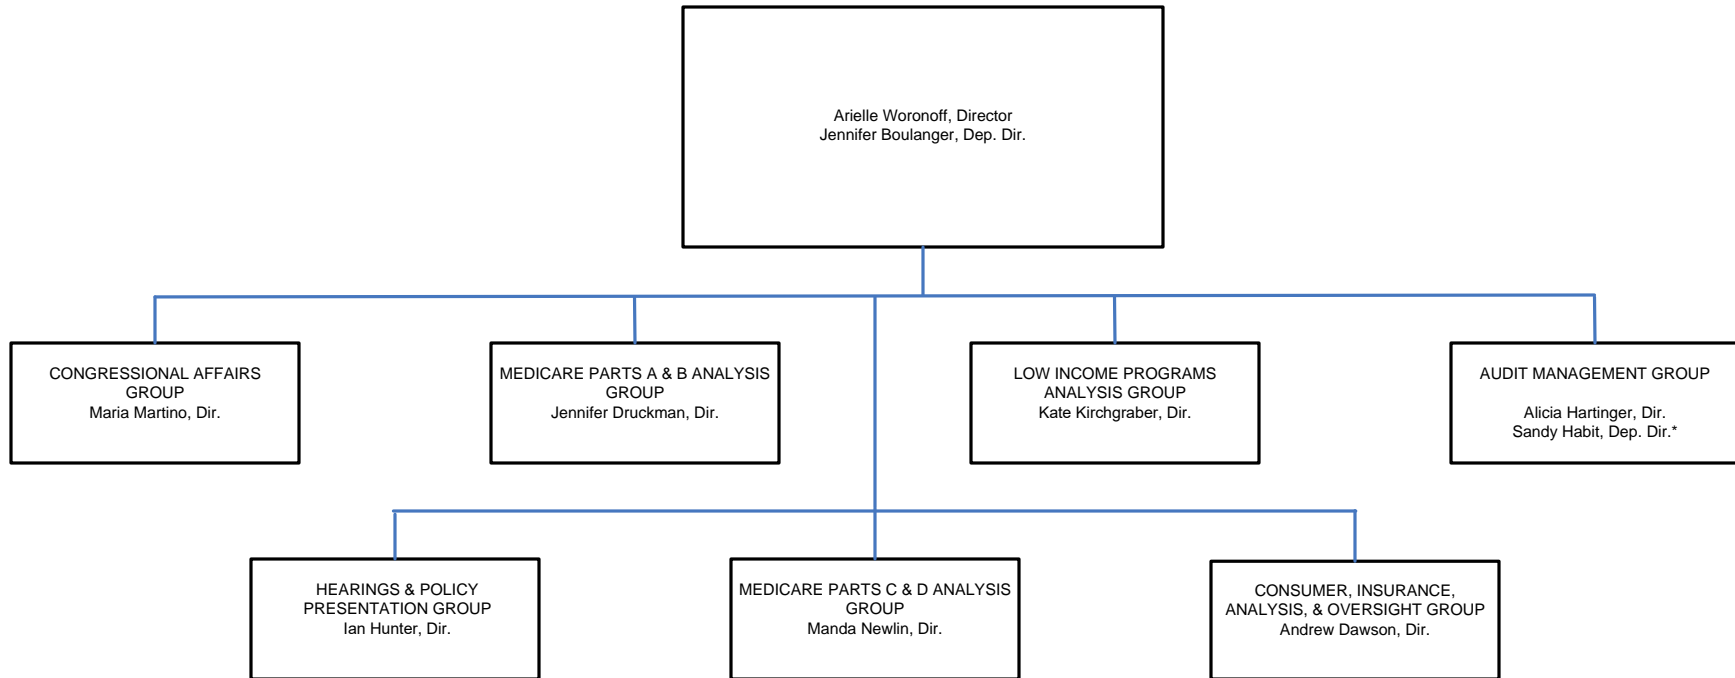 Arielle Woronoff, Director
Jennifer Boulanger, Dep. Dir.
CONGRESSIONAL AFFAIRS
GROUP
Maria Martino, Dir.
MEDICARE PARTS A & B ANALYSIS
GROUP
Jennifer Druckman, Dir.
LOW INCOME PROGRAMS
ANALYSIS GROUP
Kate Kirchgraber, Dir.
AUDIT MANAGEMENT GROUP
Alicia Hartinger, Dir.
Sandy Habit, Dep. Dir.*
HEARINGS & POLICY
PRESENTATION GROUP
Ian Hunter, Dir.
MEDICARE PARTS C & D ANALYSIS
GROUP
Manda Newlin, Dir.
CONSUMER, INSURANCE,
ANALYSIS, & OVERSIGHT GROUP
Andrew Dawson, Dir.